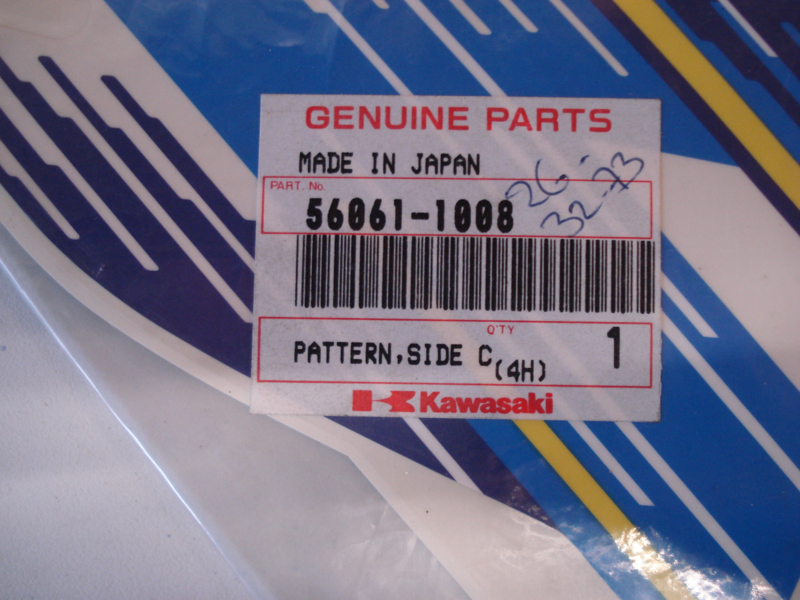 GENUINE PARTS
MADE IN JAPAN
PART. No.
56061-1008
26-
32-73
Q'TY
PATTERN,SIDE C (4H) 1
Kawasaki